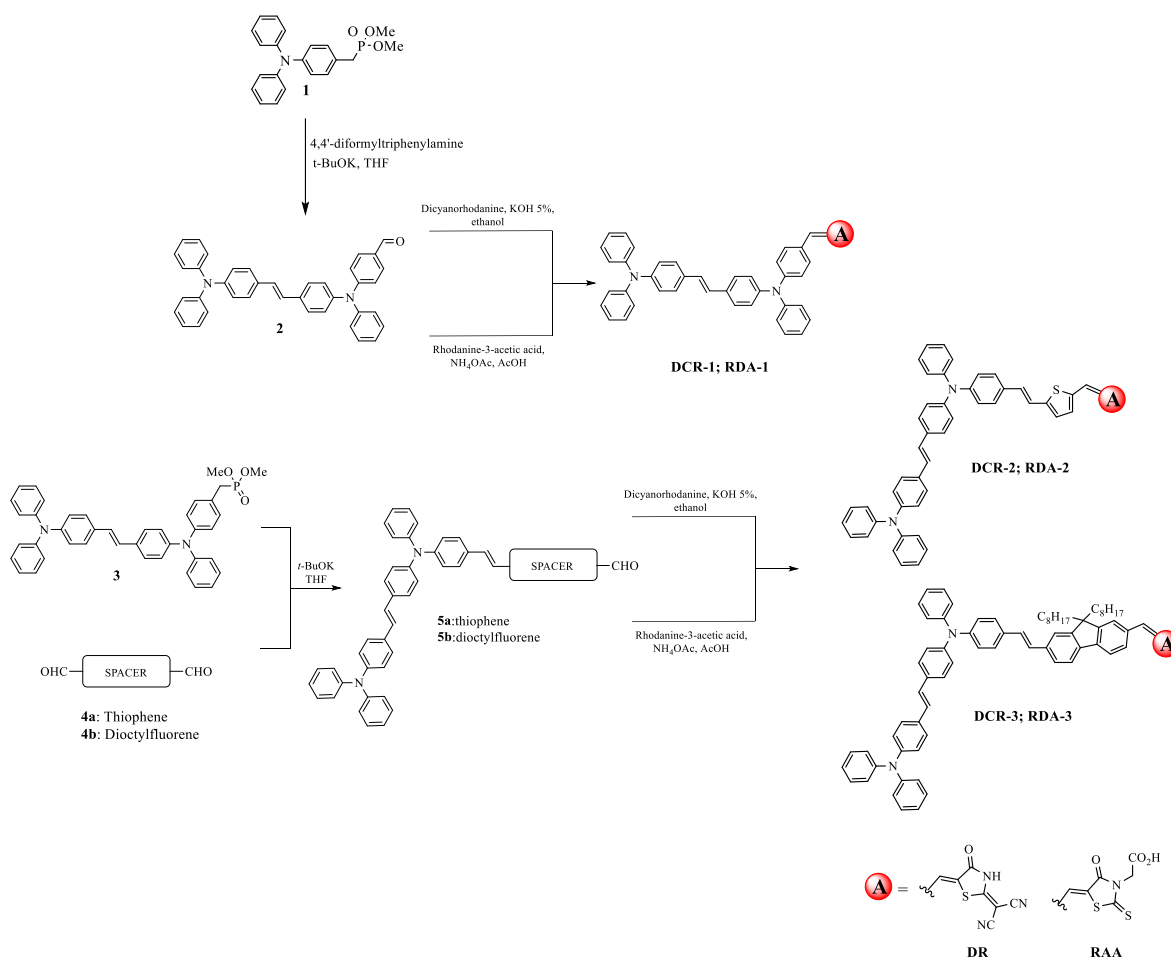 O OMe
P-OMe
N
1
4,4'-diformyltriphenylamine
t-BuOK, THF
O
N
N
2
Dicyanorhodanine, KOH 5%,
ethanol
Rhodanine-3-acetic acid,
NH4OAc, AcOH
A
N
N
DCR-1; RDA-1
N
S
A
N
DCR-2; RDA-2
MeO OMe
P
O
N
N
3
OHC
SPACER
CHO
4a: Thiophene
4b: Dioctylfluorene
t-BuOK
THF
N
SPACER
CHO
5a:thiophene
5b:dioctylfluorene
N
Dicyanorhodanine, KOH 5%,
ethanol
Rhodanine-3-acetic acid,
NH4OAc, AcOH
C8H17
C8H17
N
A
N
DCR-3; RDA-3
A =
O
NH
S
CN
NC
DR
CO2H
O
N
S
S
RAA